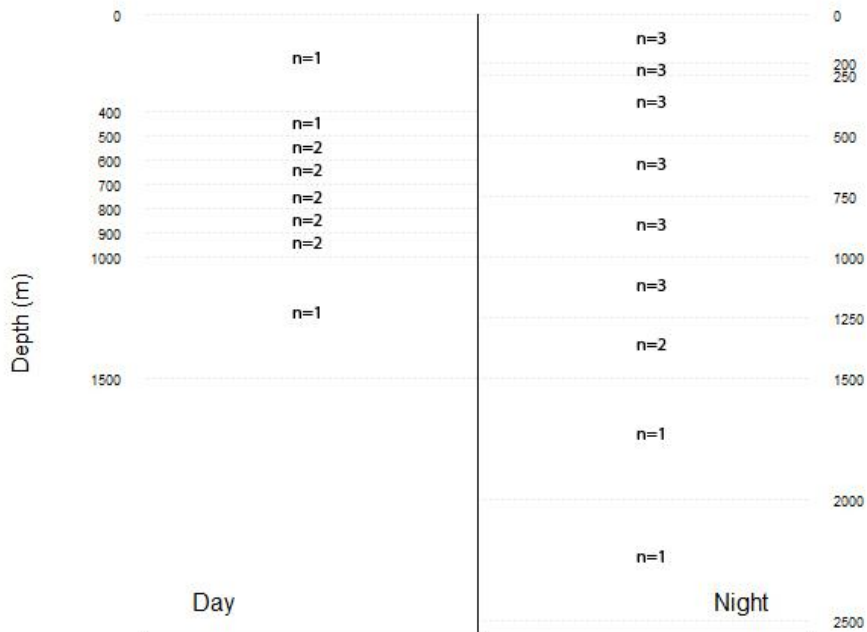 0
n=1
400
n=1
500
n=2
600
n=2
700
n=2
800
n=2
900
n=2
1000
n=1
1500
Depth (m)
Day
0
n=3
200
n=3
250
n=3
500
n=3
750
n=3
1000
n=3
1250
n=2
1500
n=1
2000
n=1
Night
2500